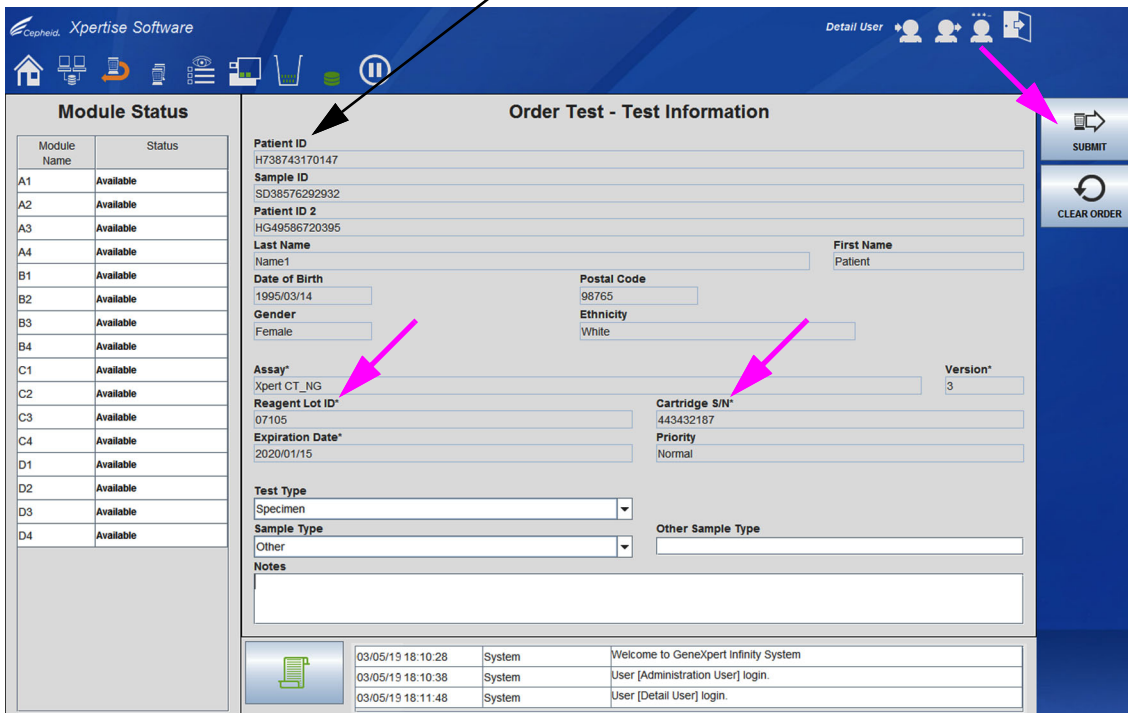 Cepheid. Xpertise Software
Detail User
Module Status
Module Name Status
A1 Available
A2 Available
A3 Available
A4 Available
B1 Available
B2 Available
B3 Available
B4 Available
C1 Available
C2 Available
C3 Available
C4 Available
D1 Available
D2 Available
D3 Available
D4 Available
Order Test - Test Information
Patient ID
H738743170147
Sample ID
SD38576292932
Patient ID 2
HG49586720395
Last Name First Name
Name1 Patient
Date of Birth Postal Code
1995/03/14 98765
Gender Ethnicity
Female White
Assay* Version*
Xpert CT_NG 3
Reagent Lot ID* Cartridge S/N*
07105 443432187
Expiration Date* Priority
2020/01/15 Normal
Test Type
Specimen
Sample Type Other Sample Type
Other
Notes
03/05/19 18:10:28 System Welcome to GeneXpert Infinity System
03/05/19 18:10:38 System User [Administration User] login.
03/05/19 18:11:48 System User [Detail User] login.
SUBMIT
CLEAR ORDER